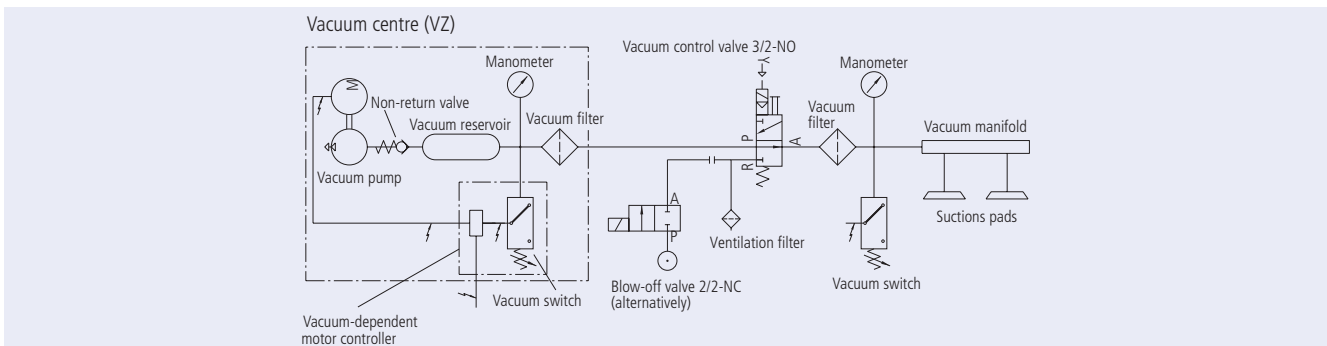 Vacuum centre (VZ)
Vacuum control valve 3/2-NO
Manometer
Manometer
M
Y
Non-return valve
Vacuum reservoir
Vacuum filter
Vacuum
filter
Vacuum manifold
P
A
R
Vacuum pump
A
P
Suctions pads
Ventilation filter
Blow-off valve 2/2-NC
(alternatively)
Vacuum switch
Vacuum switch
Vacuum-dependent
motor controller